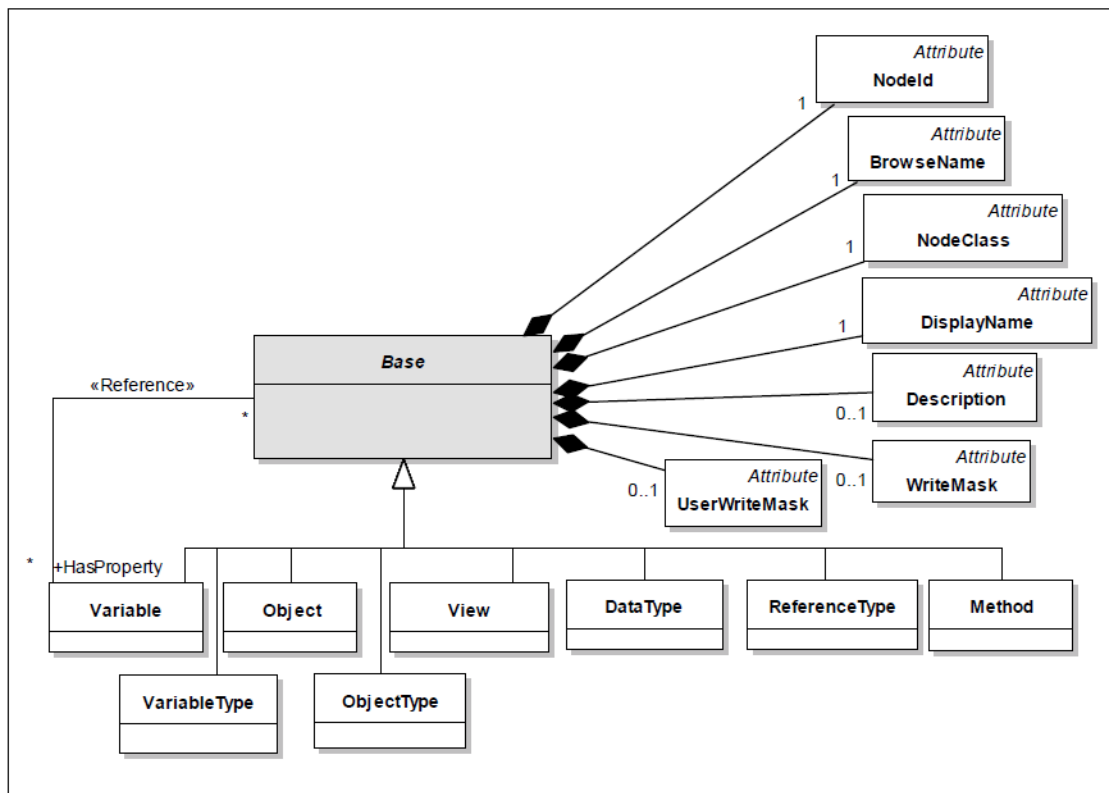 Attribute
NodeId
1
Attribute
BrowseName
1
Attribute
NodeClass
1
Attribute
DisplayName
1
Base
«Reference»
*
Attribute
Description
0..1
Attribute
WriteMask
0..1
Attribute
UserWriteMask
0..1
*
+HasProperty
Variable
Object
View
DataType
ReferenceType
Method
VariableType
ObjectType